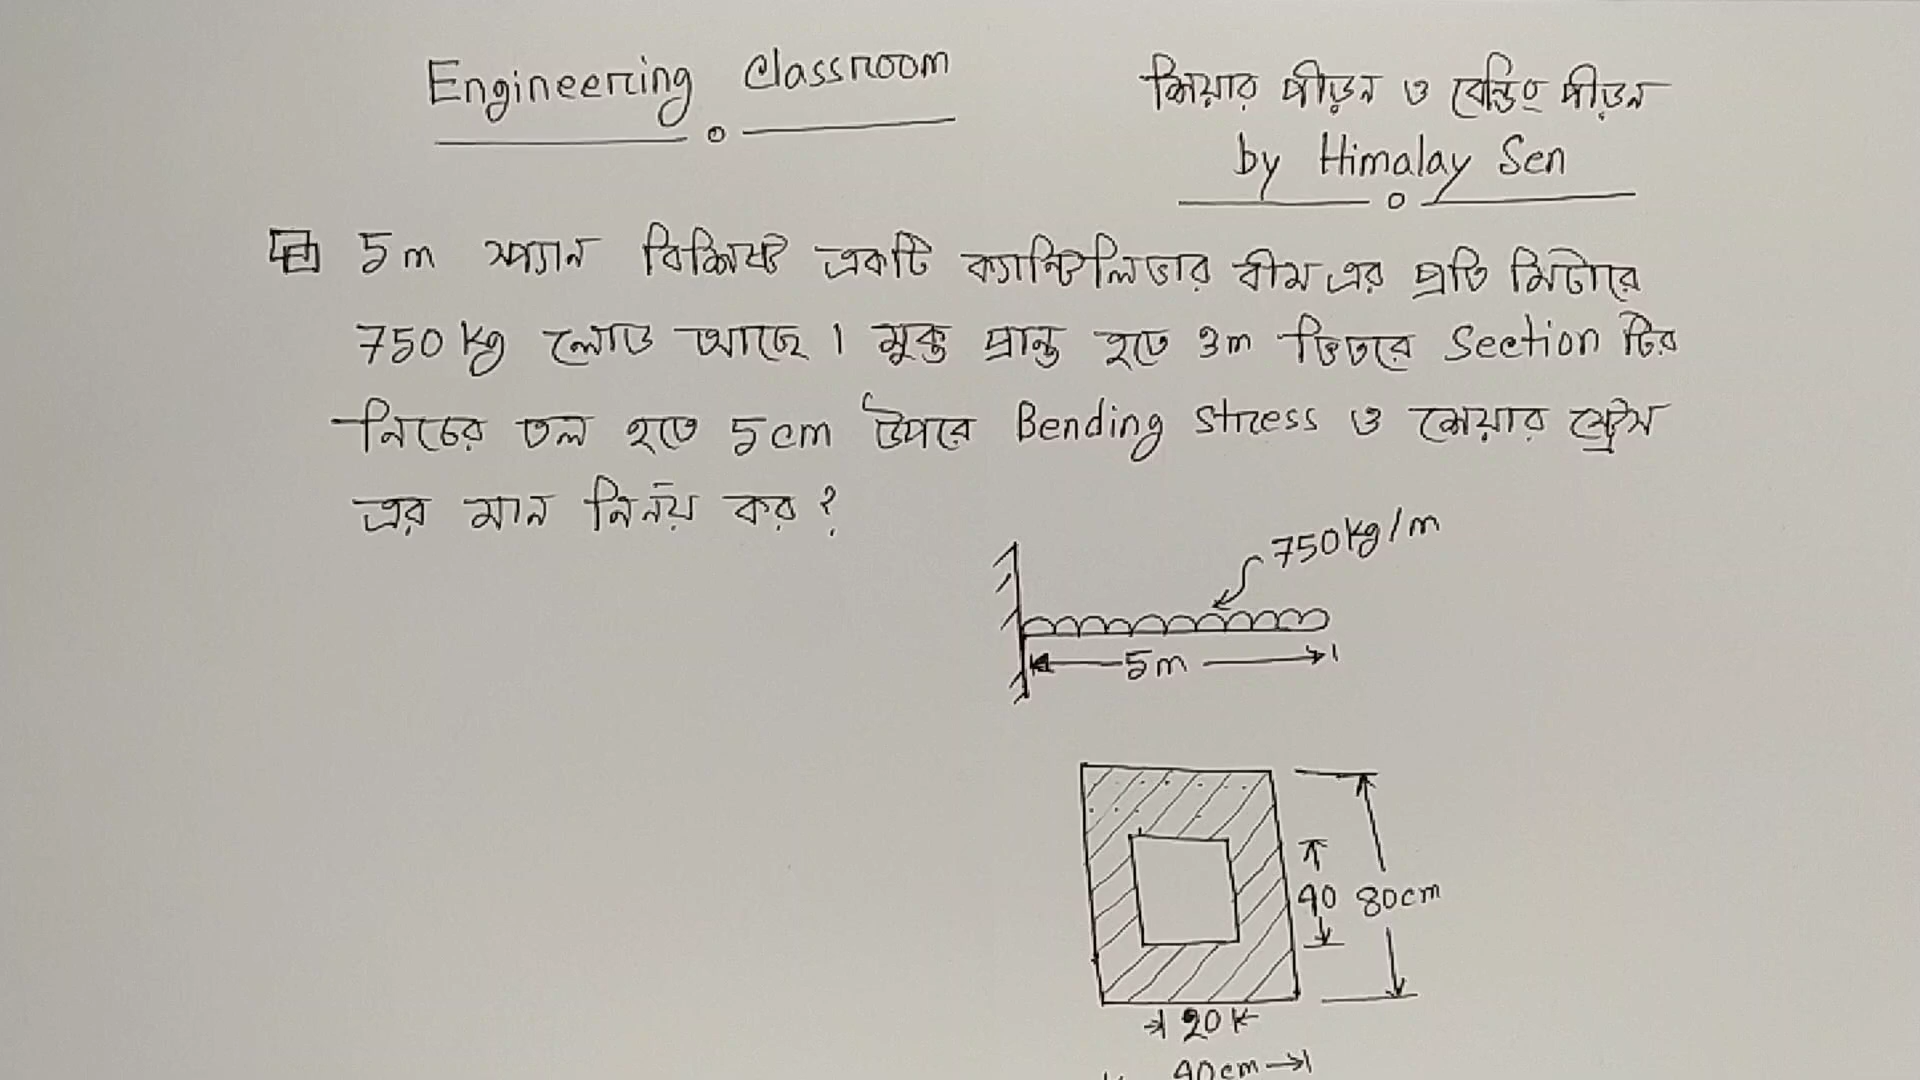 Engineering Classroom
শিয়ার পীড়ন ও বেন্ডিং পীড়ন
by Himalay Sen
5m স্প্যান বিশিষ্ট একটি ক্যান্টিলিভার বীম এর প্রতি মিটারে
750 kg লোড আছে। মুক্ত প্রান্ত হতে 3m ভিতরে Section টির
নিচের তল হতে 5cm উপরে Bending stress ও শেয়ার স্ট্রেস
এর মান নির্নয় কর?
750kg/m
5m
40
80cm
20
40cm